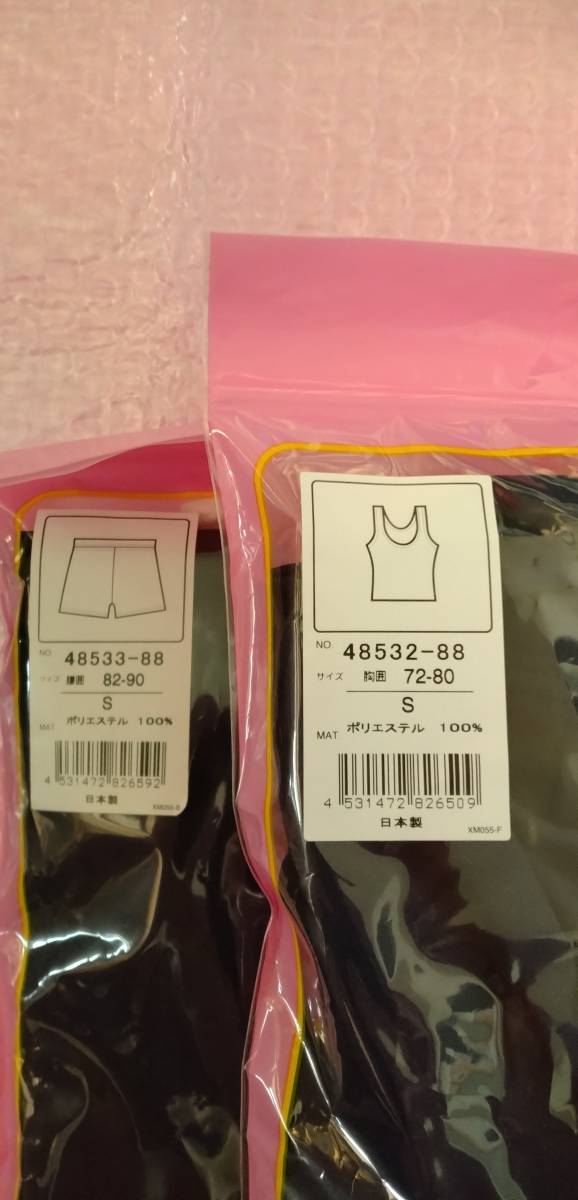 NO. 48533-88
サイズ 腰囲 82-90
S
MAT ポリエステル 100%
4 531472 826592
日本製
XM055-B
NO. 48532-88
サイズ 胸囲 72-80
S
MAT ポリエステル 100%
4 531472 826509
日本製
XM055-F